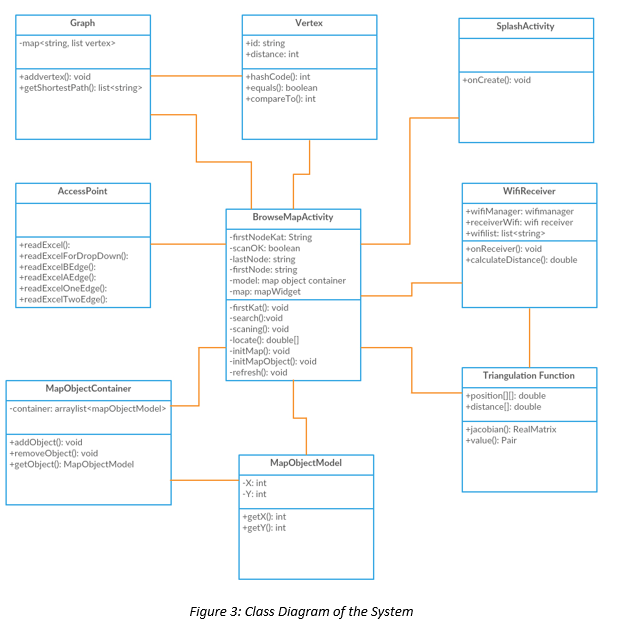 Graph
-map<string, list vertex>
+addvertex(): void
+getShortestPath(): list<string>
Vertex
+id: string
+distance: int
+hashCode(): int
+equals(): boolean
+compareTo(): int
SplashActivity
+onCreate(): void
AccessPoint
+readExcel():
+readExcelForDropDown():
+readExcelBEdge():
+readExcelAEdge():
+readExcelOneEdge():
+readExcelTwoEdge():
BrowseMapActivity
-firstNodeKat: String
-scanOK: boolean
-lastNode: string
-firstNode: string
-model: map object container
-map: mapWidget
-firstKat(): void
-search():void
-scaning(): void
-locate(): double[]
-initMap(): void
-initMapObject(): void
-refresh(): void
WifiReceiver
+wifiManager: wifimanager
+receiverWifi: wifi receiver
+wifilist: list<string>
+onReceiver(): void
+calculateDistance(): double
MapObjectContainer
-container: arraylist<mapObjectModel>
+addObject(): void
+removeObject(): void
+getObject(): MapObjectModel
Triangulation Function
+position[][]: double
+distance[]: double
+jacobian(): RealMatrix
+value(): Pair
MapObjectModel
-X: int
-Y: int
+getX(): int
+getY(): int
Figure 3: Class Diagram of the System